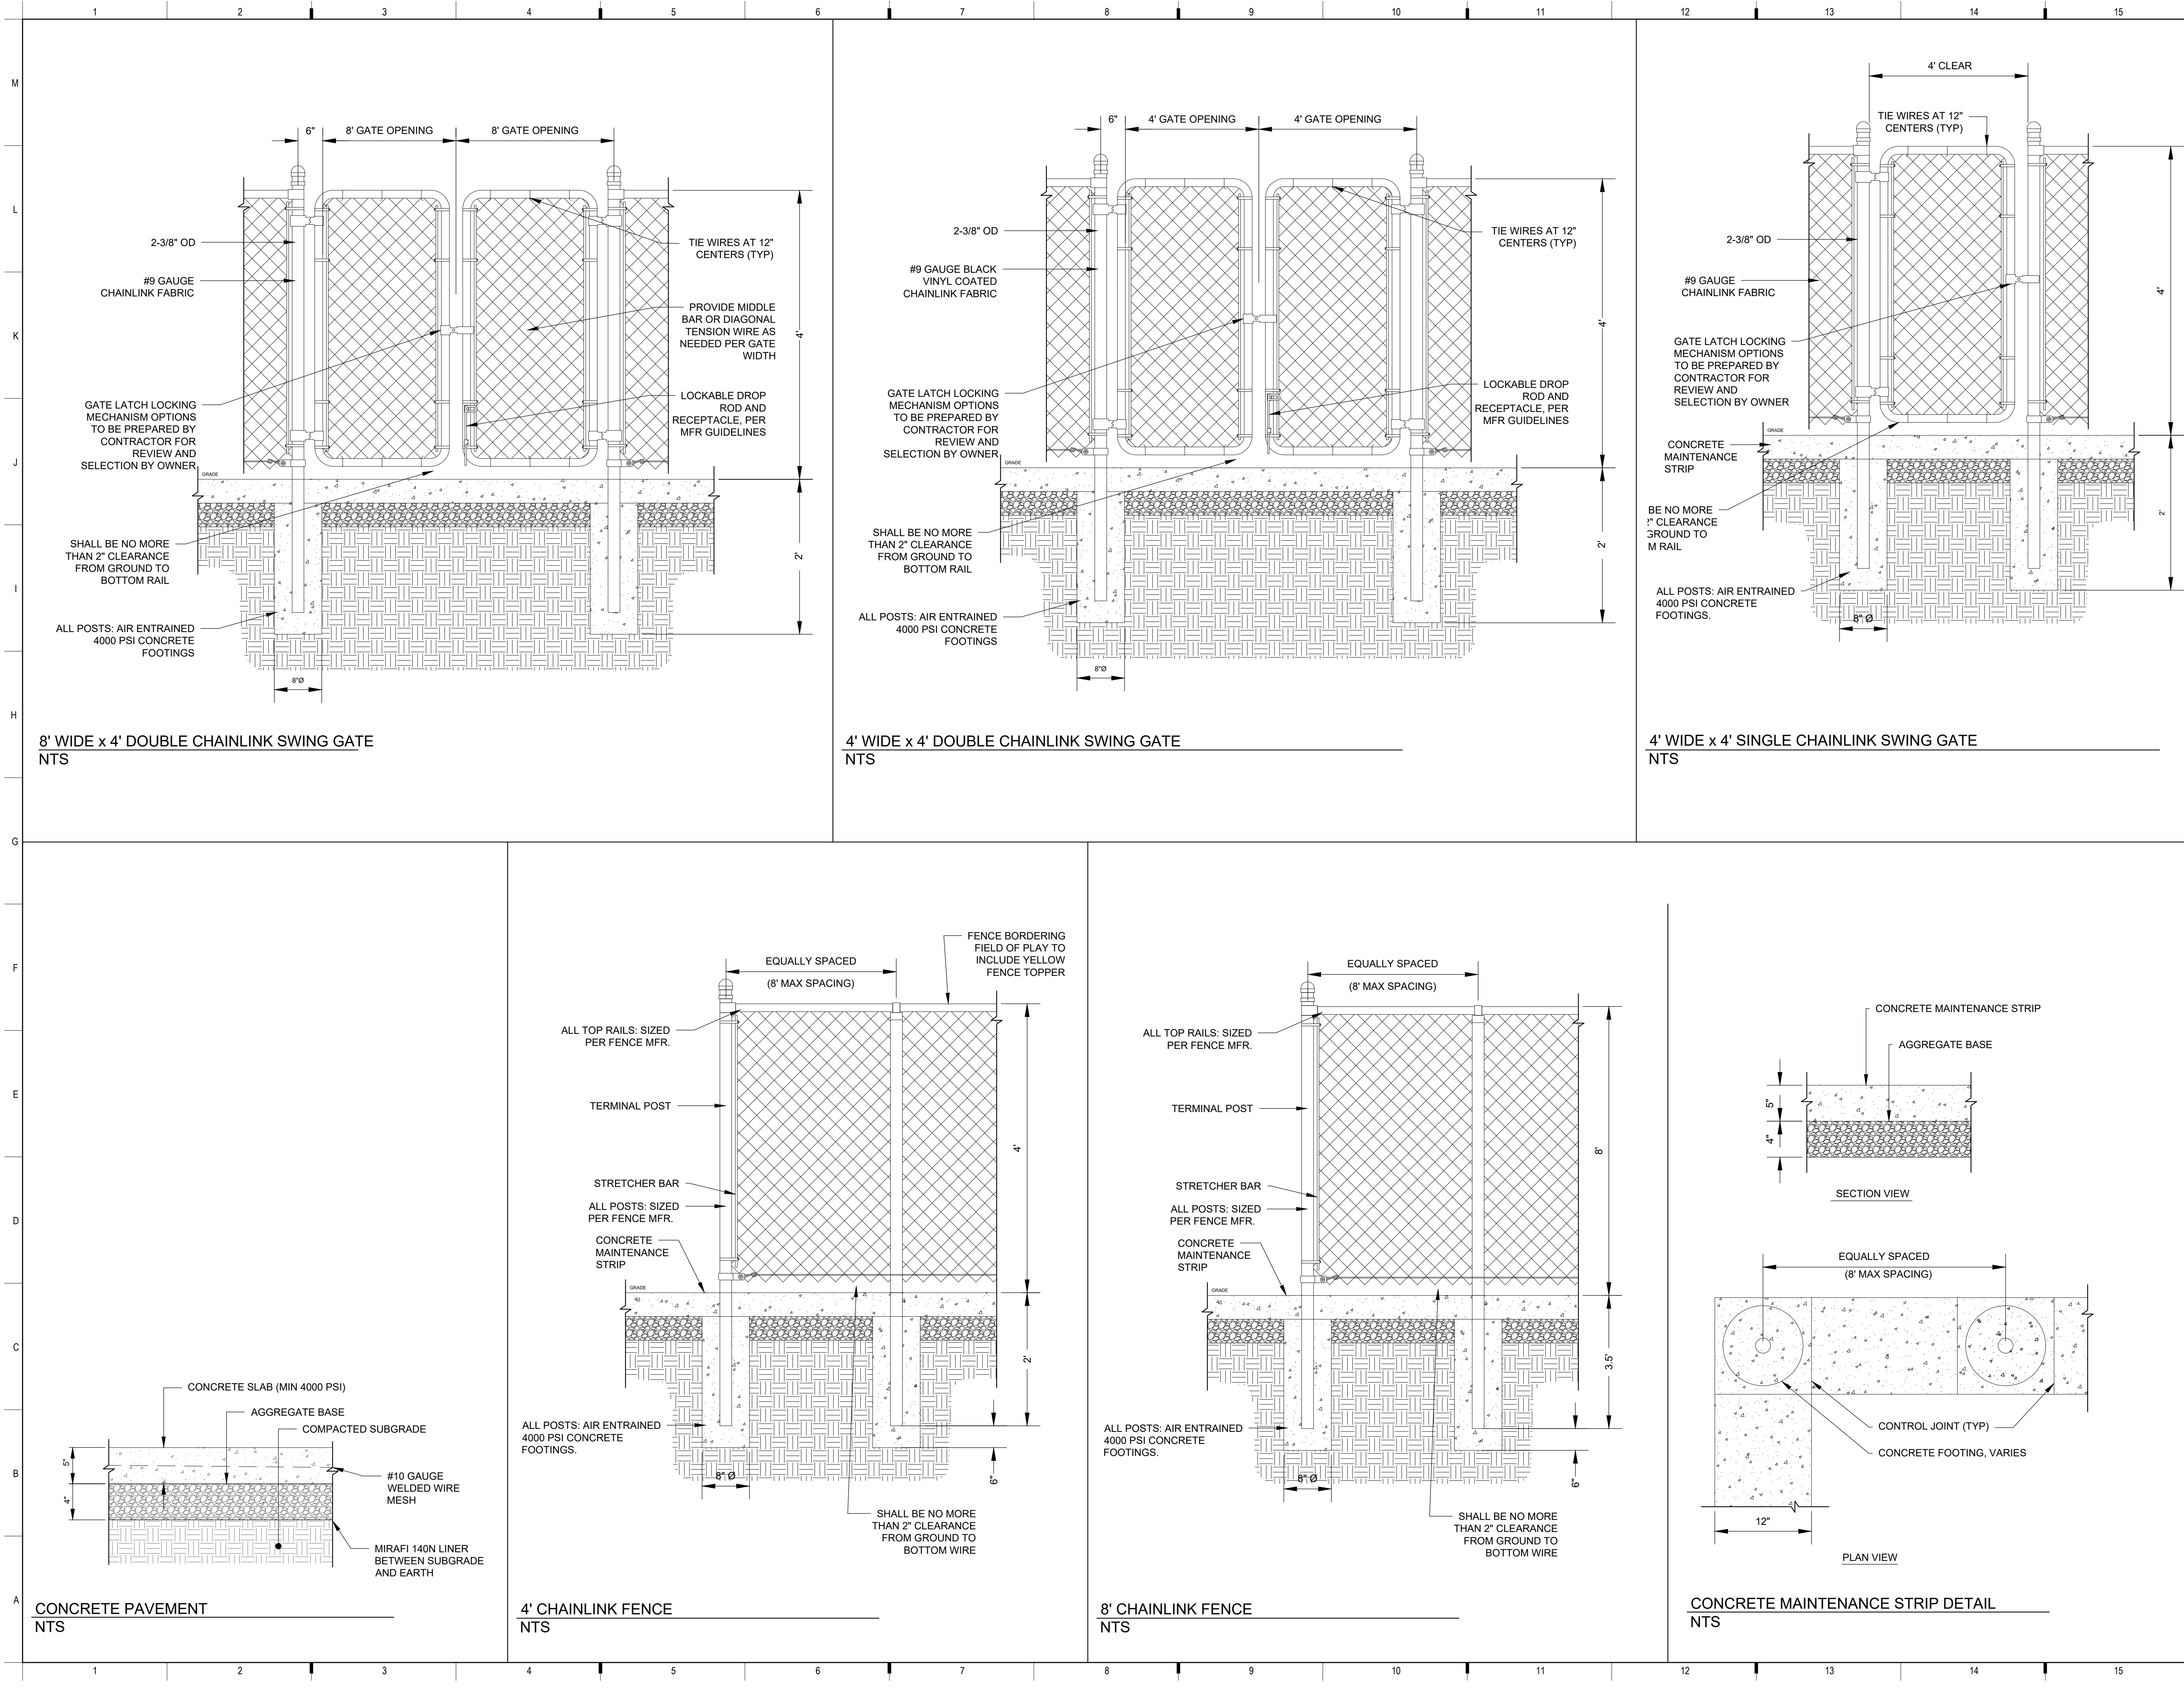 1 2 3 4 5 6 7 8 9 10 11 12 13 14 15
M
L
K
J
I
H
G
F
E
D
C
B
A
6"
8' GATE OPENING
8' GATE OPENING
2-3/8" OD
#9 GAUGE
CHAINLINK FABRIC
GATE LATCH LOCKING
MECHANISM OPTIONS
TO BE PREPARED BY
CONTRACTOR FOR
REVIEW AND
SELECTION BY OWNER
GRADE
SHALL BE NO MORE
THAN 2" CLEARANCE
FROM GROUND TO
BOTTOM RAIL
ALL POSTS: AIR ENTRAINED
4000 PSI CONCRETE
FOOTINGS
TIE WIRES AT 12"
CENTERS (TYP)
PROVIDE MIDDLE
BAR OR DIAGONAL
TENSION WIRE AS
NEEDED PER GATE
WIDTH
LOCKABLE DROP
ROD AND
RECEPTACLE, PER
MFR GUIDELINES
4'
2'
8"Ø
8' WIDE x 4' DOUBLE CHAINLINK SWING GATE
NTS
6"
4' GATE OPENING
4' GATE OPENING
2-3/8" OD
#9 GAUGE BLACK
VINYL COATED
CHAINLINK FABRIC
GATE LATCH LOCKING
MECHANISM OPTIONS
TO BE PREPARED BY
CONTRACTOR FOR
REVIEW AND
SELECTION BY OWNER
GRADE
SHALL BE NO MORE
THAN 2" CLEARANCE
FROM GROUND TO
BOTTOM RAIL
ALL POSTS: AIR ENTRAINED
4000 PSI CONCRETE
FOOTINGS
TIE WIRES AT 12"
CENTERS (TYP)
LOCKABLE DROP
ROD AND
RECEPTACLE, PER
MFR GUIDELINES
4'
2'
8"Ø
4' WIDE x 4' DOUBLE CHAINLINK SWING GATE
NTS
4' CLEAR
TIE WIRES AT 12"
CENTERS (TYP)
2-3/8" OD
#9 GAUGE
CHAINLINK FABRIC
GATE LATCH LOCKING
MECHANISM OPTIONS
TO BE PREPARED BY
CONTRACTOR FOR
REVIEW AND
SELECTION BY OWNER
GRADE
CONCRETE
MAINTENANCE
STRIP
BE NO MORE
2" CLEARANCE
GROUND TO
M RAIL
ALL POSTS: AIR ENTRAINED
4000 PSI CONCRETE
FOOTINGS.
4'
2'
8" Ø
4' WIDE x 4' SINGLE CHAINLINK SWING GATE
NTS
CONCRETE SLAB (MIN 4000 PSI)
AGGREGATE BASE
COMPACTED SUBGRADE
5"
4"
#10 GAUGE
WELDED WIRE
MESH
MIRAFI 140N LINER
BETWEEN SUBGRADE
AND EARTH
CONCRETE PAVEMENT
NTS
FENCE BORDERING
FIELD OF PLAY TO
INCLUDE YELLOW
FENCE TOPPER
EQUALLY SPACED
(8' MAX SPACING)
ALL TOP RAILS: SIZED
PER FENCE MFR.
TERMINAL POST
STRETCHER BAR
ALL POSTS: SIZED
PER FENCE MFR.
CONCRETE
MAINTENANCE
STRIP
GRADE
4'
2'
6"
ALL POSTS: AIR ENTRAINED
4000 PSI CONCRETE
FOOTINGS.
8" Ø
SHALL BE NO MORE
THAN 2" CLEARANCE
FROM GROUND TO
BOTTOM WIRE
4' CHAINLINK FENCE
NTS
EQUALLY SPACED
(8' MAX SPACING)
ALL TOP RAILS: SIZED
PER FENCE MFR.
TERMINAL POST
STRETCHER BAR
ALL POSTS: SIZED
PER FENCE MFR.
CONCRETE
MAINTENANCE
STRIP
GRADE
8'
3.5'
6"
ALL POSTS: AIR ENTRAINED
4000 PSI CONCRETE
FOOTINGS.
8" Ø
SHALL BE NO MORE
THAN 2" CLEARANCE
FROM GROUND TO
BOTTOM WIRE
8' CHAINLINK FENCE
NTS
CONCRETE MAINTENANCE STRIP
AGGREGATE BASE
5"
4"
SECTION VIEW
EQUALLY SPACED
(8' MAX SPACING)
CONTROL JOINT (TYP)
CONCRETE FOOTING, VARIES
12"
PLAN VIEW
CONCRETE MAINTENANCE STRIP DETAIL
NTS
1 2 3 4 5 6 7 8 9 10 11 12 13 14 15